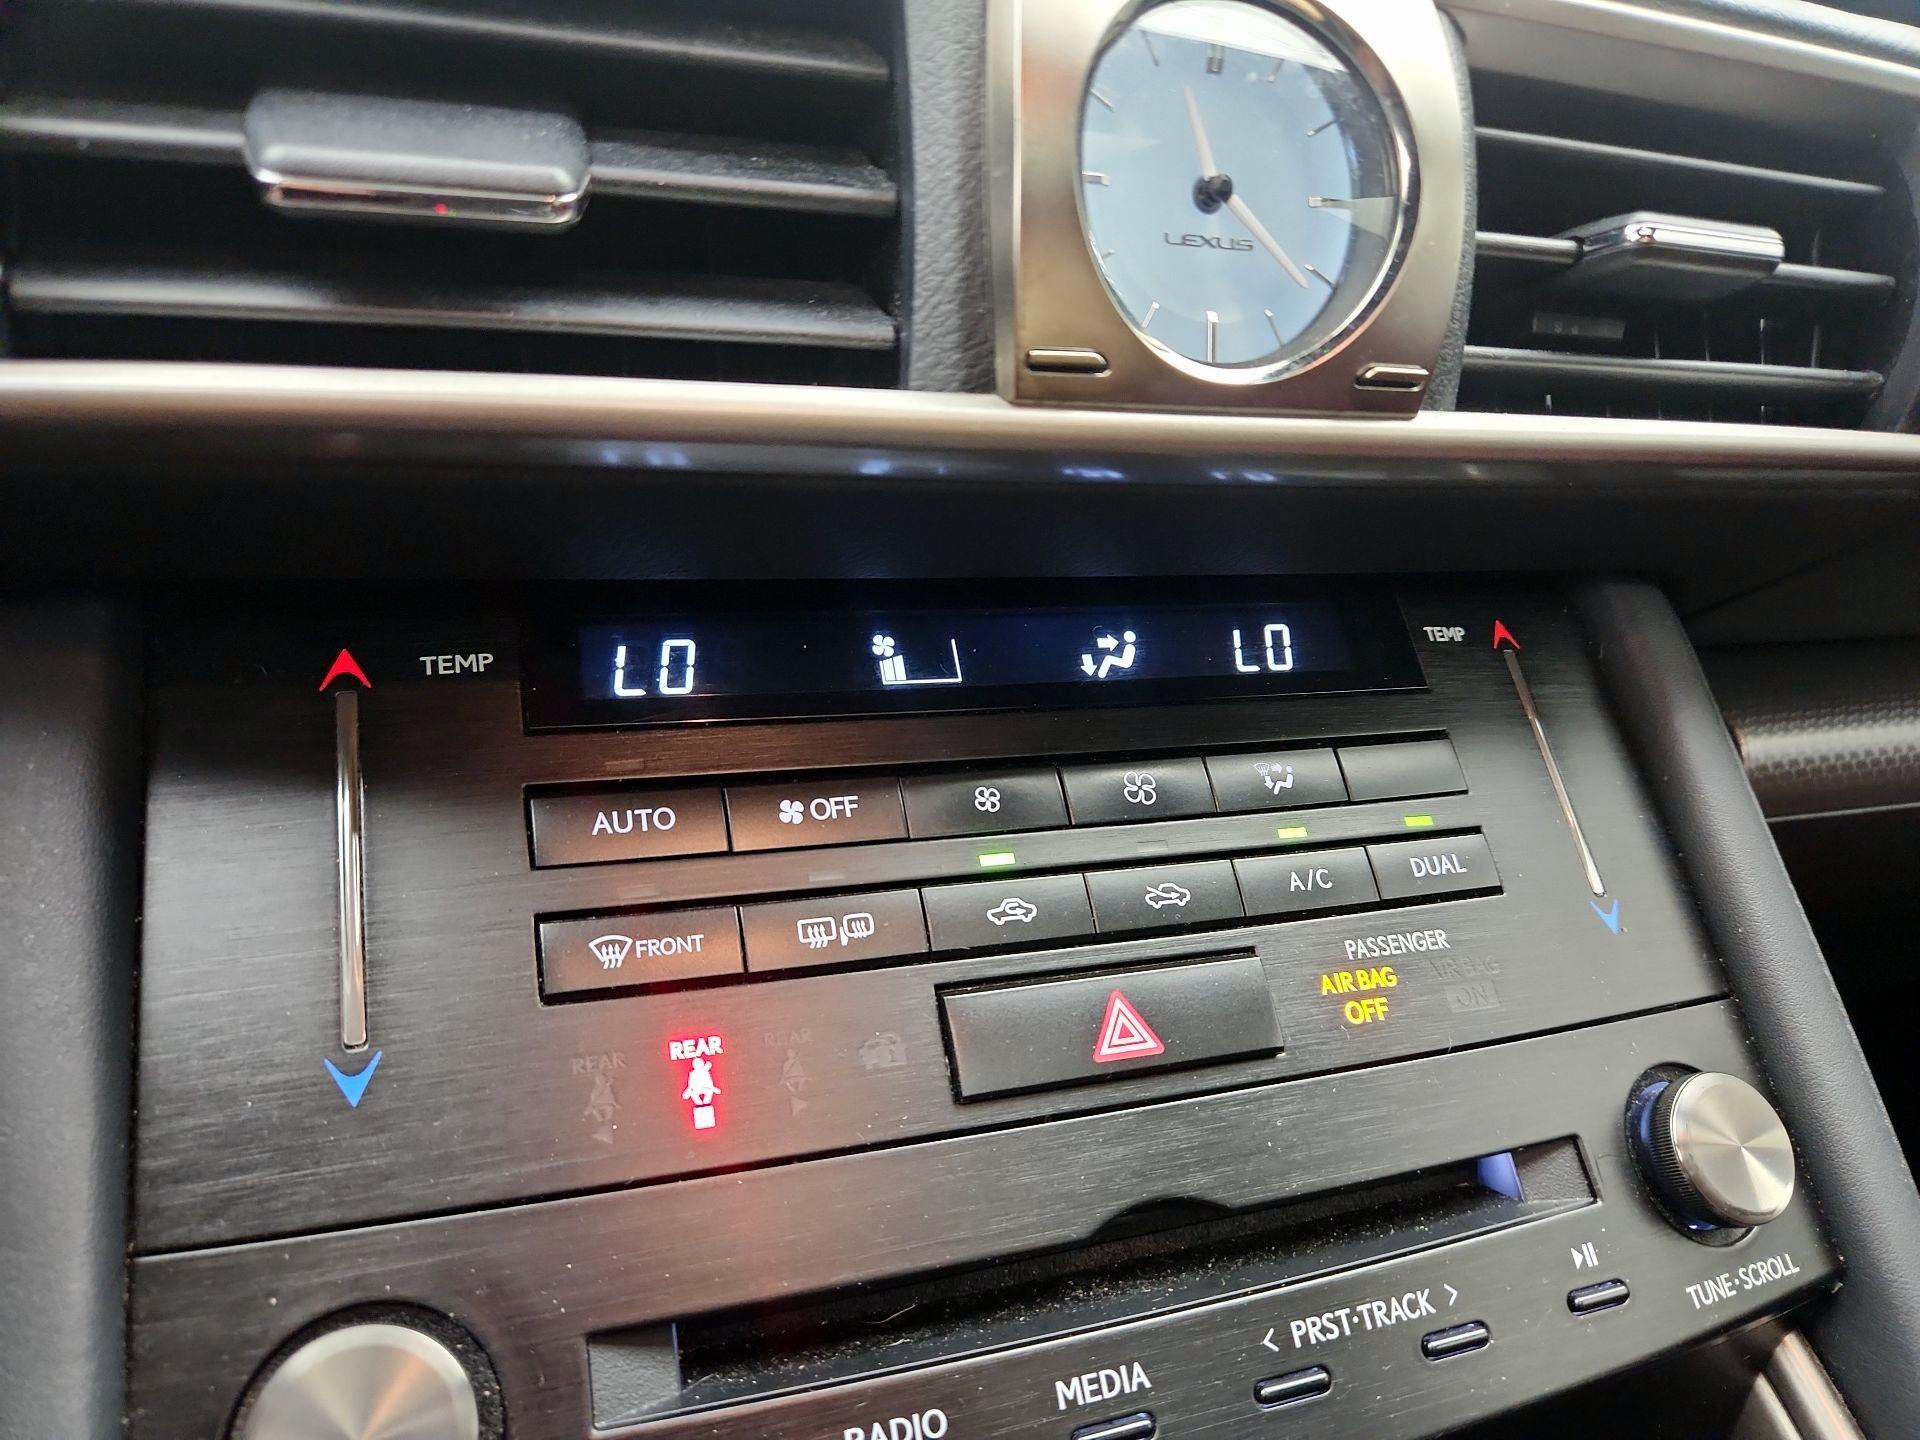 LEXUS
TEMP
LO
LO
TEMP
AUTO
OFF
FRONT
A/C
DUAL
PASSENGER
AIR BAG
OFF
AIR BAG
ON
REAR
REAR
REAR
RADIO
MEDIA
< PRST·TRACK >
TUNE·SCROLL